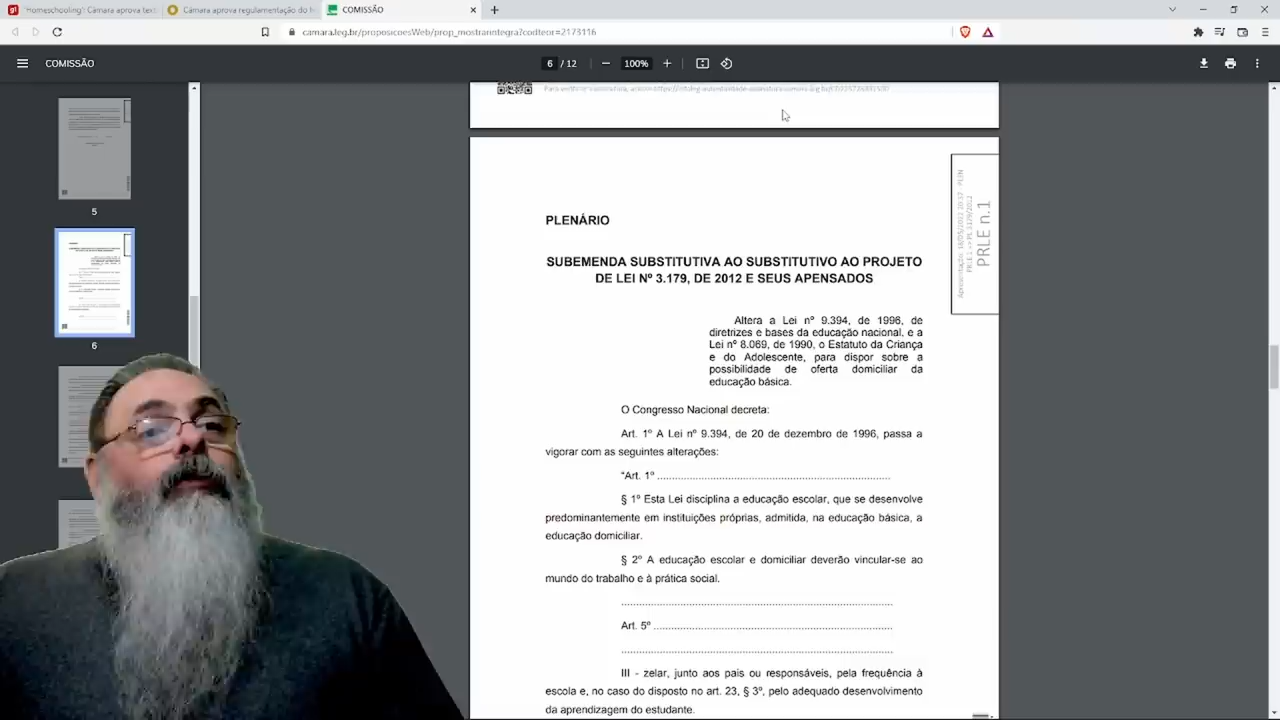 'Homeschooling': Câmara aprova text
Câmara aprova regulamentação do h
COMISSÃO
camara.leg.br/proposicoesWeb/prop_mostrarintegra?codteor=2173116
COMISSÃO
6 / 12
100%
5
6
PLENÁRIO
SUBEMENDA SUBSTITUTIVA AO SUBSTITUTIVO AO PROJETO
DE LEI Nº 3.179, DE 2012 E SEUS APENSADOS
PRLE n.1
Altera a Lei nº 9.394, de 1996, de
diretrizes e bases da educação nacional, e a
Lei nº 8.069, de 1990, o Estatuto da Criança
e do Adolescente, para dispor sobre a
possibilidade de oferta domiciliar da
educação básica.
O Congresso Nacional decreta:
Art. 1º A Lei nº 9.394, de 20 de dezembro de 1996, passa a
vigorar com as seguintes alterações:
“Art. 1º ................................................................................
§ 1º Esta Lei disciplina a educação escolar, que se desenvolve
predominantemente em instituições próprias, admitida, na educação básica, a
educação domiciliar.
§ 2º A educação escolar e domiciliar deverão vincular-se ao
mundo do trabalho e à prática social.
..........................................................................................
Art. 5º ................................................................................
..........................................................................................
III - zelar, junto aos pais ou responsáveis, pela frequência à
escola e, no caso do disposto no art. 23, § 3º, pelo adequado desenvolvimento
da aprendizagem do estudante.